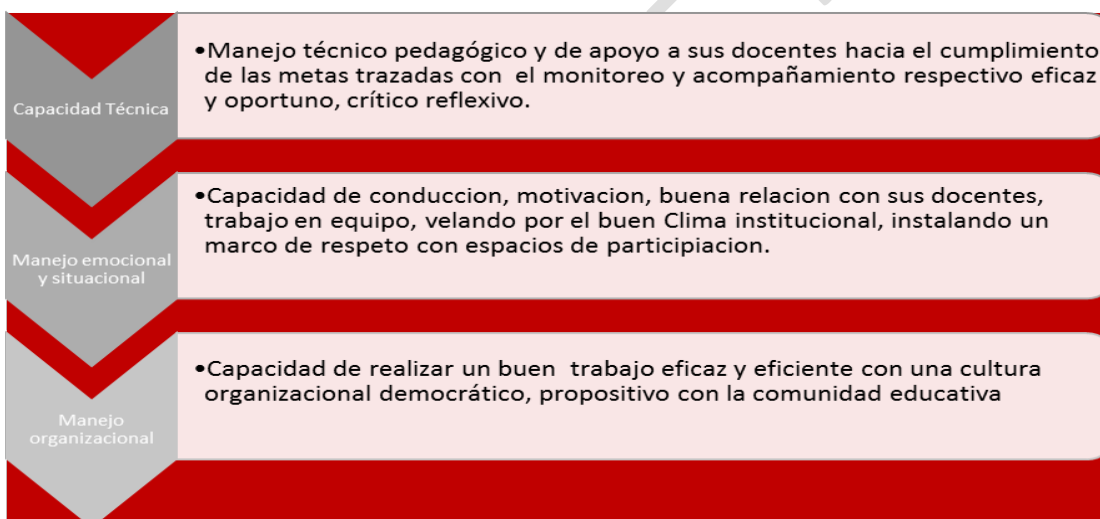 Capacidad Técnica
•Manejo técnico pedagógico y de apoyo a sus docentes hacia el cumplimiento
de las metas trazadas con el monitoreo y acompañamiento respectivo eficaz
y oportuno, crítico reflexivo.
Manejo emocional
y situacional
•Capacidad de conduccion, motivacion, buena relacion con sus docentes,
trabajo en equipo, velando por el buen Clima institucional, instalando un
marco de respeto con espacios de participiacion.
Manejo
organizacional
•Capacidad de realizar un buen trabajo eficaz y eficiente con una cultura
organizacional democrático, propositivo con la comunidad educativa